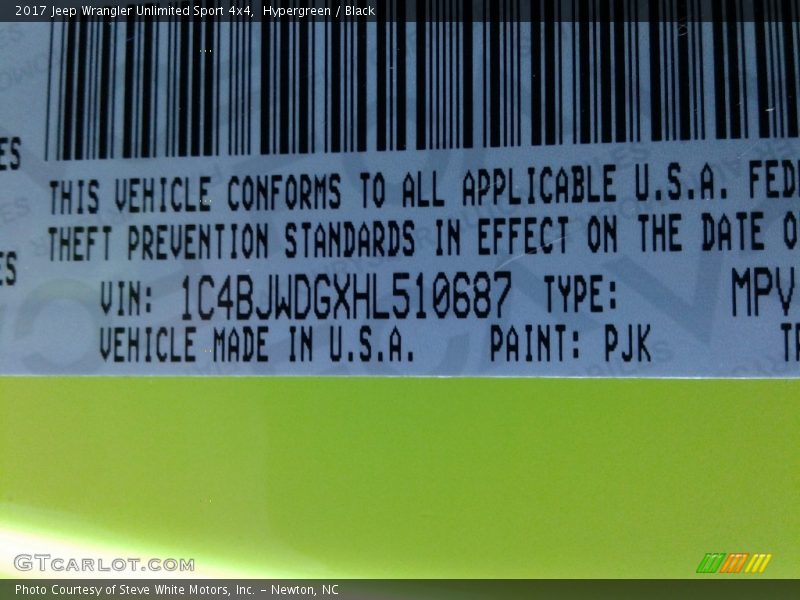 2017 Jeep Wrangler Unlimited Sport 4x4, Hypergreen / Black
ES
THIS VEHICLE CONFORMS TO ALL APPLICABLE U.S.A. FED
THEFT PREVENTION STANDARDS IN EFFECT ON THE DATE O
ES
VIN: 1C4BJWDGXHL510687 TYPE: MPV
VEHICLE MADE IN U.S.A. PAINT: PJK
GTCARLOT.COM
Photo Courtesy of Steve White Motors, Inc. – Newton, NC